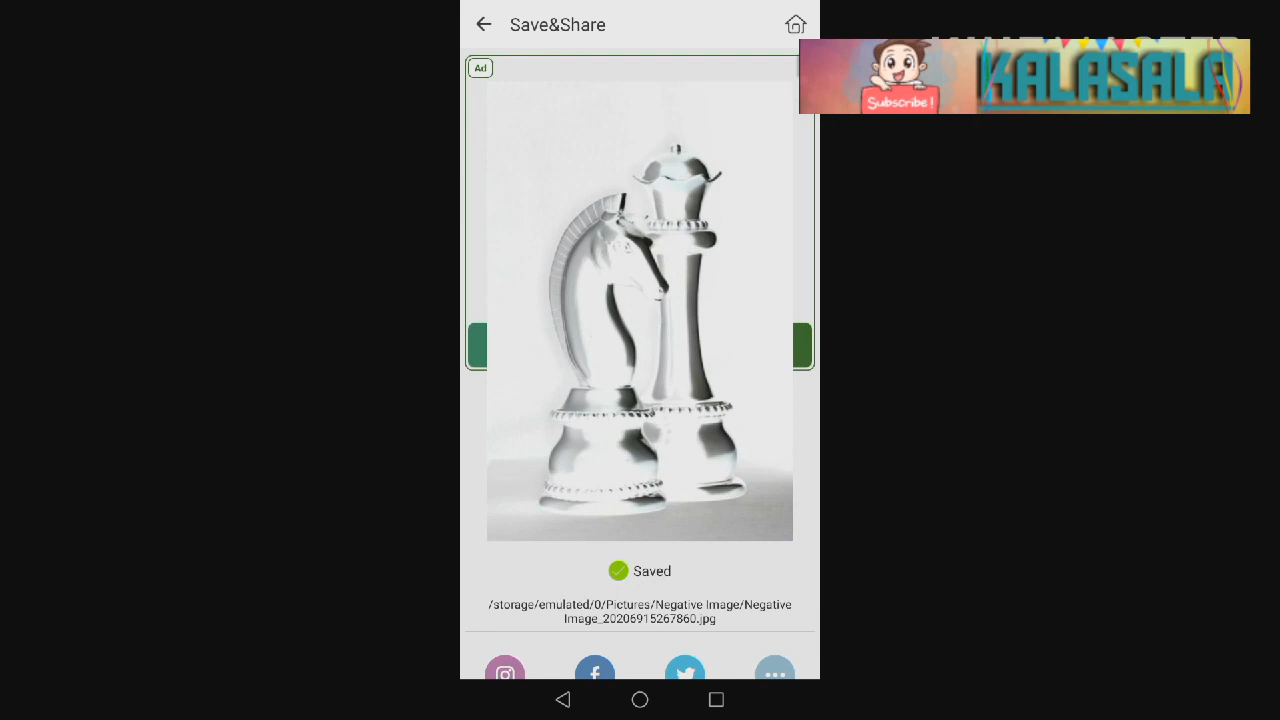 Save&Share
Ad
Subscribe !
KALASALA
Saved
/storage/emulated/0/Pictures/Negative Image/Negative
Image_20206915267860.jpg